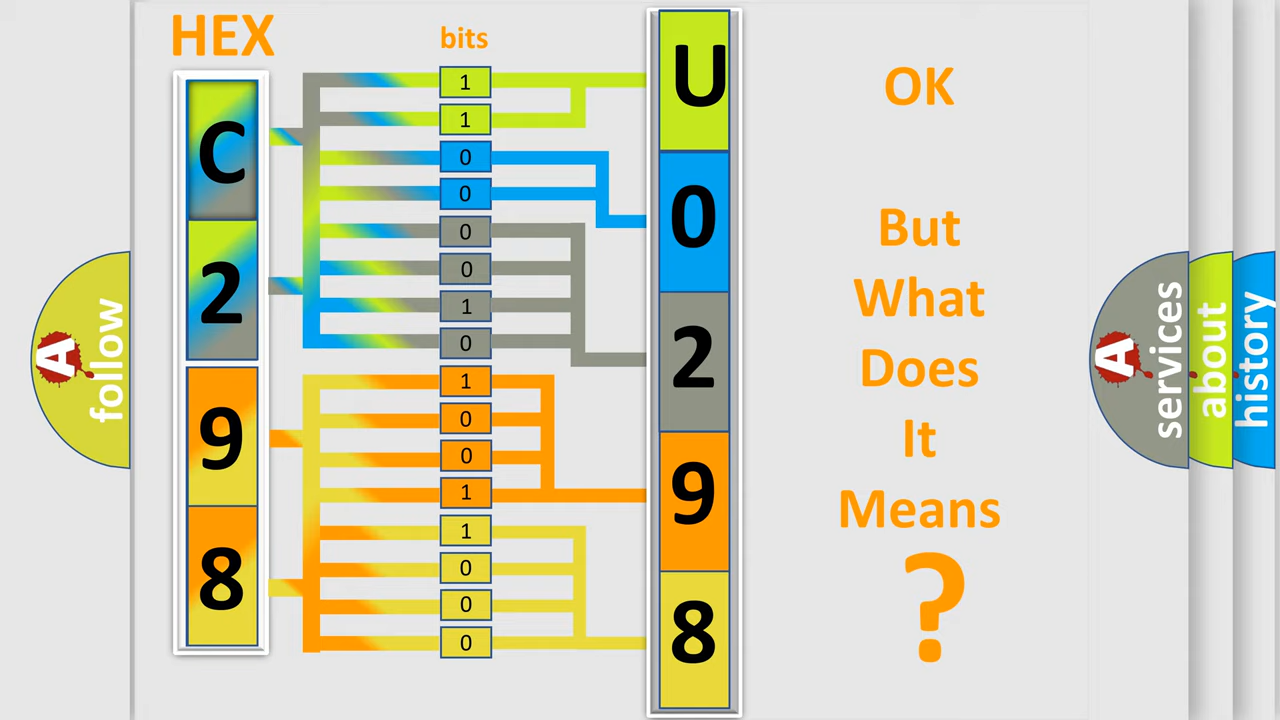 HEX
bits
C
2
9
8
1
1
0
0
0
0
1
0
1
0
0
1
1
0
0
0
U
0
2
9
8
OK
But
What
Does
It
Means
?
A
follow
A
services
about
history